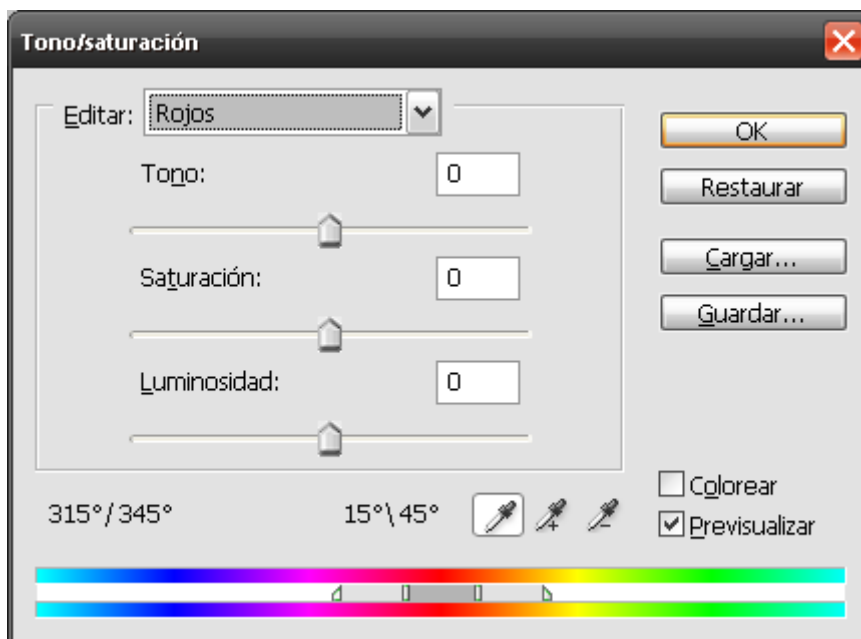 Tono/saturación
Editar: Rojos
OK
Tono: 0
Restaurar
Saturación: 0
Cargar...
Guardar...
Luminosidad: 0
Colorear
315°/345° 15°\45°
Previsualizar